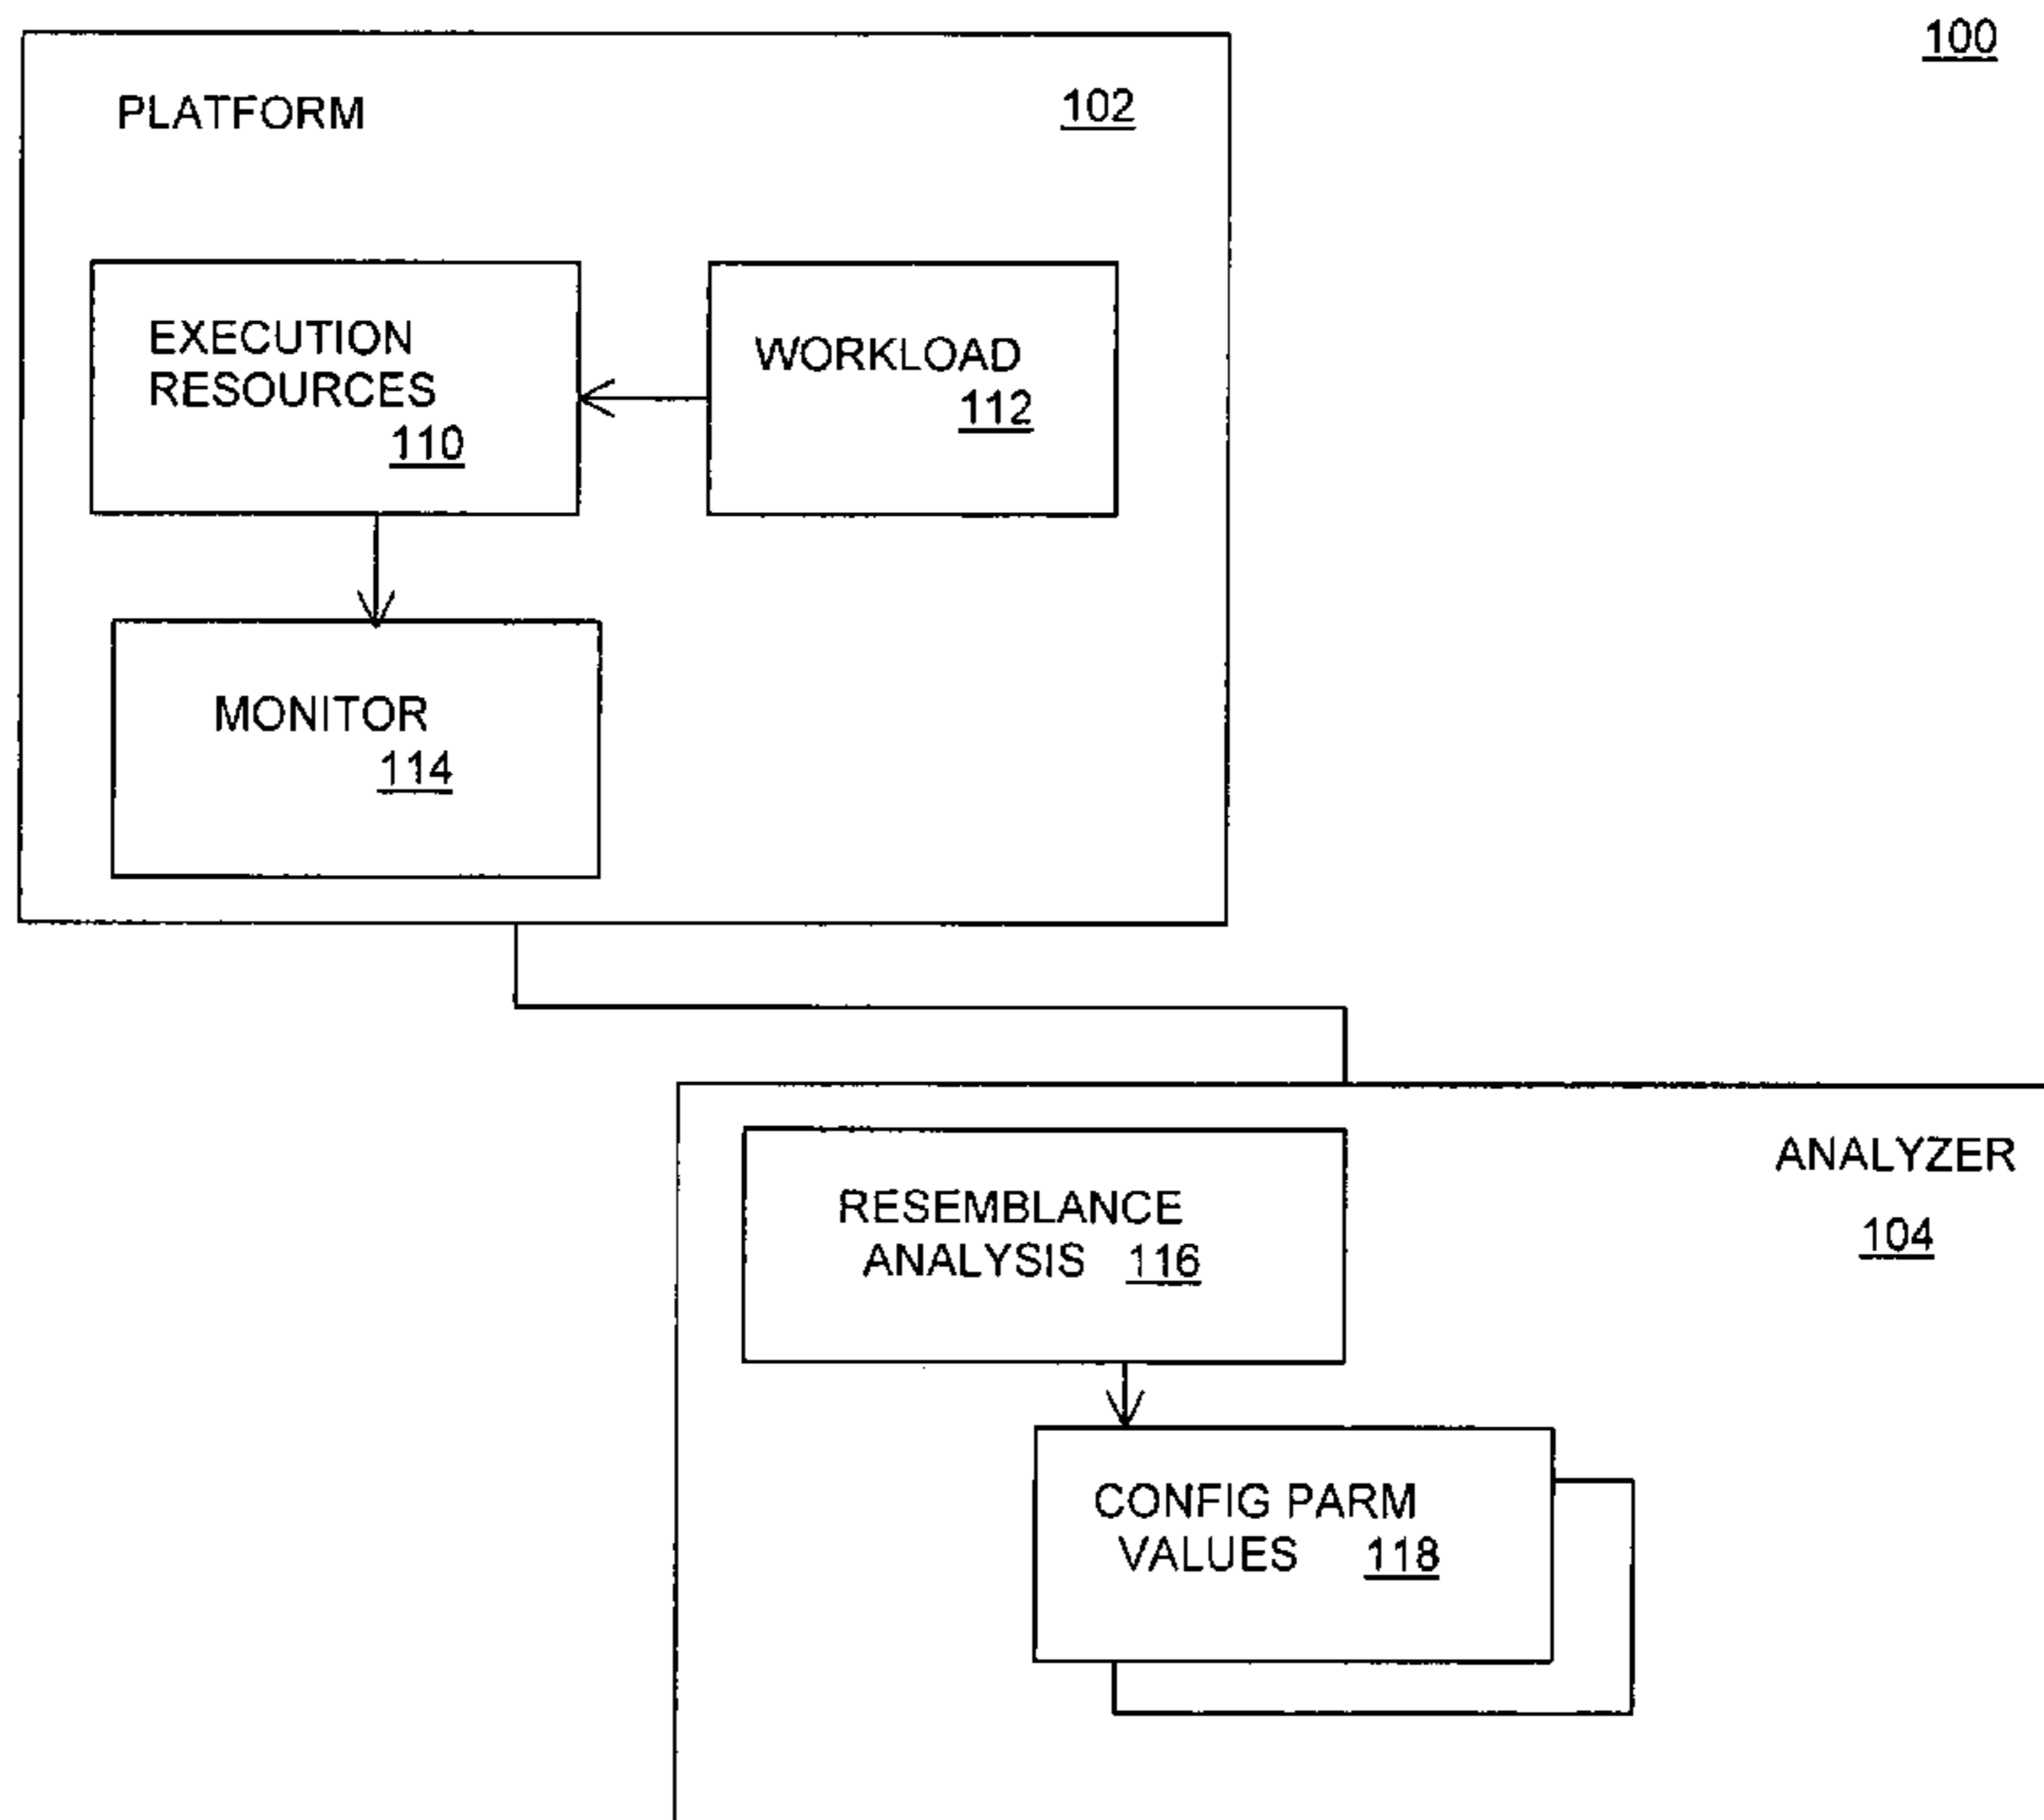 100
PLATFORM 102
EXECUTION
RESOURCES
110
WORKLOAD
112
MONITOR
114
ANALYZER
104
RESEMBLANCE
ANALYSIS 116
CONFIG PARM
VALUES 118